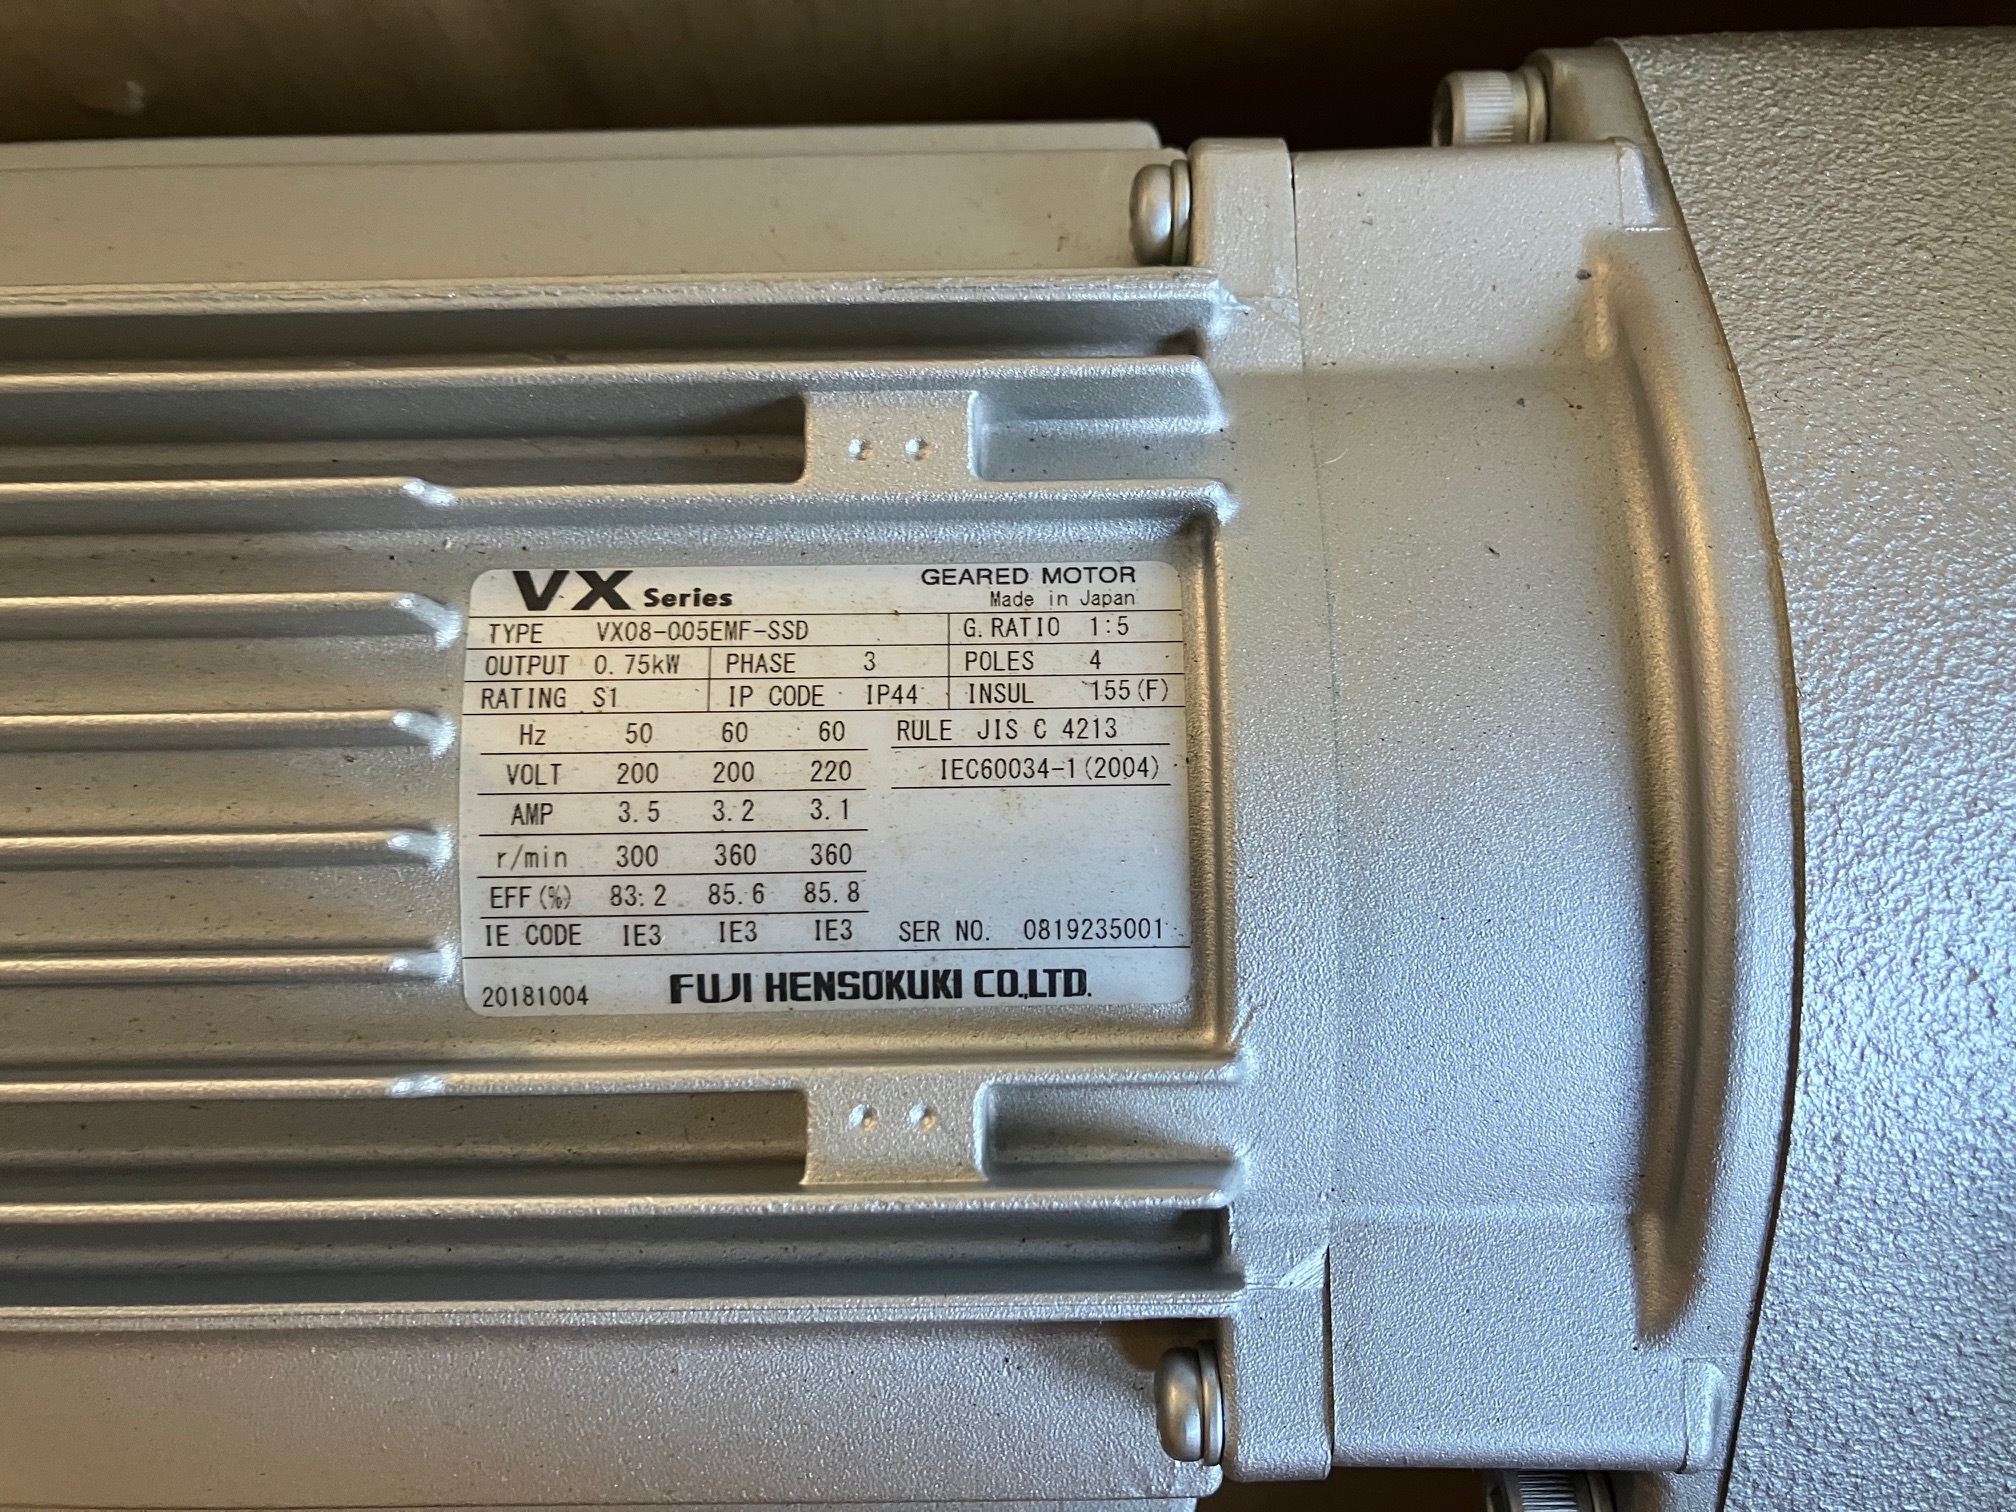 VX Series GEARED MOTOR
Made in Japan
TYPE VX08-005EMF-SSD G. RATIO 1:5
OUTPUT 0.75kW PHASE 3 POLES 4
RATING S1 IP CODE IP44 INSUL 155(F)
Hz 50 60 60 RULE JIS C 4213
VOLT 200 200 220 IEC60034-1(2004)
AMP 3.5 3.2 3.1
r/min 300 360 360
EFF(%) 83.2 85.6 85.8
IE CODE IE3 IE3 IE3 SER NO. 0819235001
20181004 FUJI HENSOKUKI CO.,LTD.